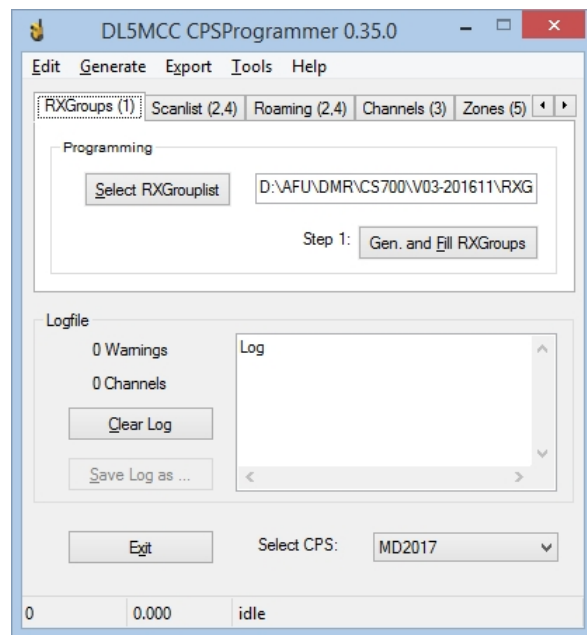 DL5MCC CPSProgrammer 0.35.0
Edit Generate Export Tools Help
RXGroups (1) Scanlist (2,4) Roaming (2,4) Channels (3) Zones (5)
Programming
Select RXGrouplist D:\AFU\DMR\CS700\V03-201611\RXG
Step 1: Gen. and Fill RXGroups
Logfile
0 Warnings Log
0 Channels
Clear Log
Save Log as ...
Exit Select CPS: MD2017
0 0.000 idle